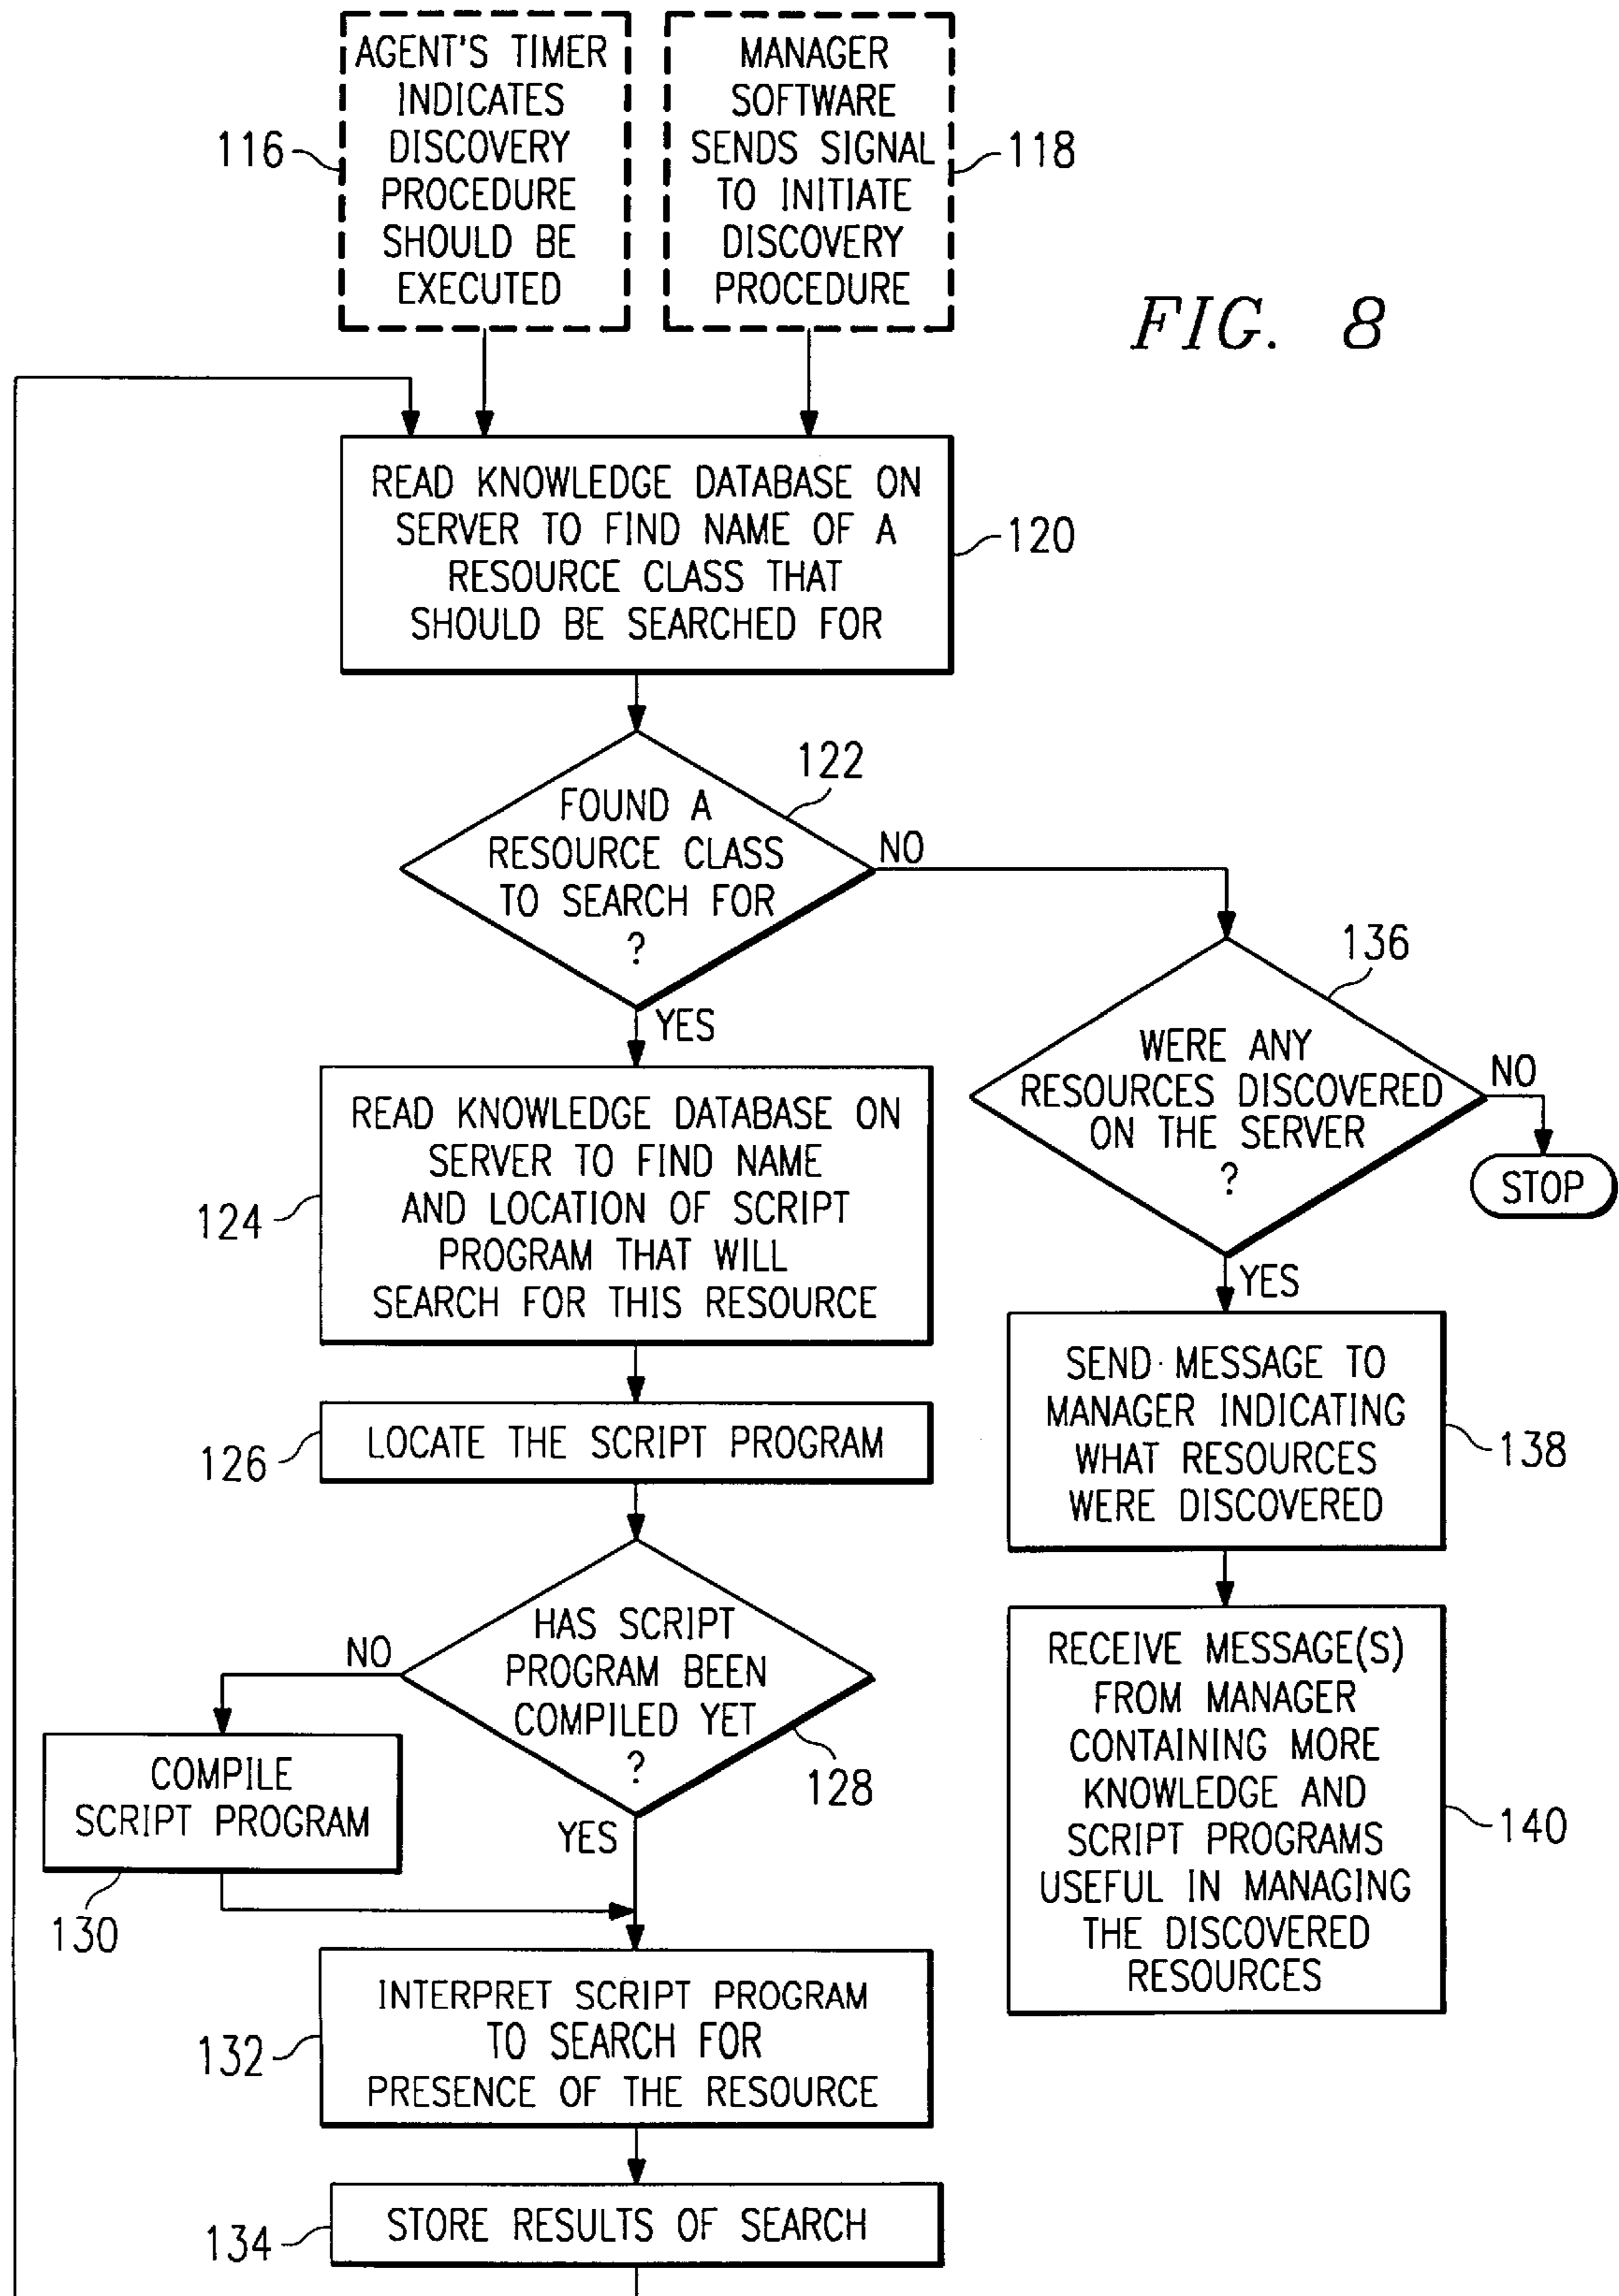 AGENT'S TIMER
INDICATES
DISCOVERY
PROCEDURE
SHOULD BE
EXECUTED
116
MANAGER
SOFTWARE
SENDS SIGNAL
TO INITIATE
DISCOVERY
PROCEDURE
118
FIG. 8
READ KNOWLEDGE DATABASE ON
SERVER TO FIND NAME OF A
RESOURCE CLASS THAT
SHOULD BE SEARCHED FOR
120
122
FOUND A
RESOURCE CLASS
TO SEARCH FOR
?
NO
YES
136
WERE ANY
RESOURCES DISCOVERED
ON THE SERVER
?
NO
STOP
YES
READ KNOWLEDGE DATABASE ON
SERVER TO FIND NAME
AND LOCATION OF SCRIPT
PROGRAM THAT WILL
SEARCH FOR THIS RESOURCE
124
SEND MESSAGE TO
MANAGER INDICATING
WHAT RESOURCES
WERE DISCOVERED
138
LOCATE THE SCRIPT PROGRAM
126
HAS SCRIPT
PROGRAM BEEN
COMPILED YET
?
128
NO
YES
COMPILE
SCRIPT PROGRAM
130
RECEIVE MESSAGE(S)
FROM MANAGER
CONTAINING MORE
KNOWLEDGE AND
SCRIPT PROGRAMS
USEFUL IN MANAGING
THE DISCOVERED
RESOURCES
140
INTERPRET SCRIPT PROGRAM
TO SEARCH FOR
PRESENCE OF THE RESOURCE
132
STORE RESULTS OF SEARCH
134